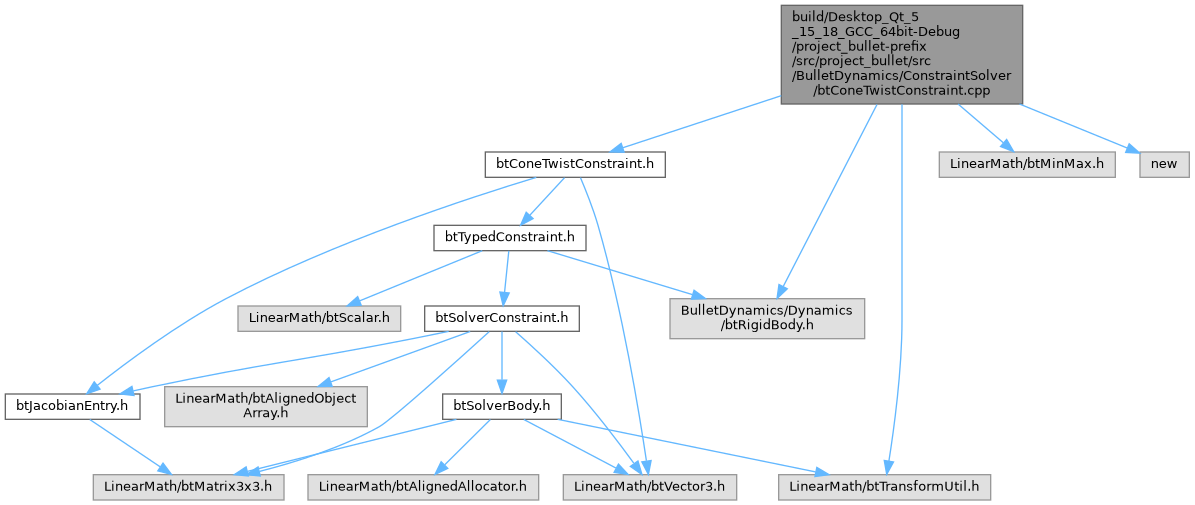 build/Desktop_Qt_5
_15_18_GCC_64bit-Debug
/project_bullet-prefix
/src/project_bullet/src
/BulletDynamics/ConstraintSolver
/btConeTwistConstraint.cpp
btConeTwistConstraint.h
LinearMath/btMinMax.h
new
btTypedConstraint.h
LinearMath/btScalar.h
btSolverConstraint.h
BulletDynamics/Dynamics
/btRigidBody.h
btJacobianEntry.h
LinearMath/btAlignedObject
Array.h
btSolverBody.h
LinearMath/btMatrix3x3.h
LinearMath/btAlignedAllocator.h
LinearMath/btVector3.h
LinearMath/btTransformUtil.h